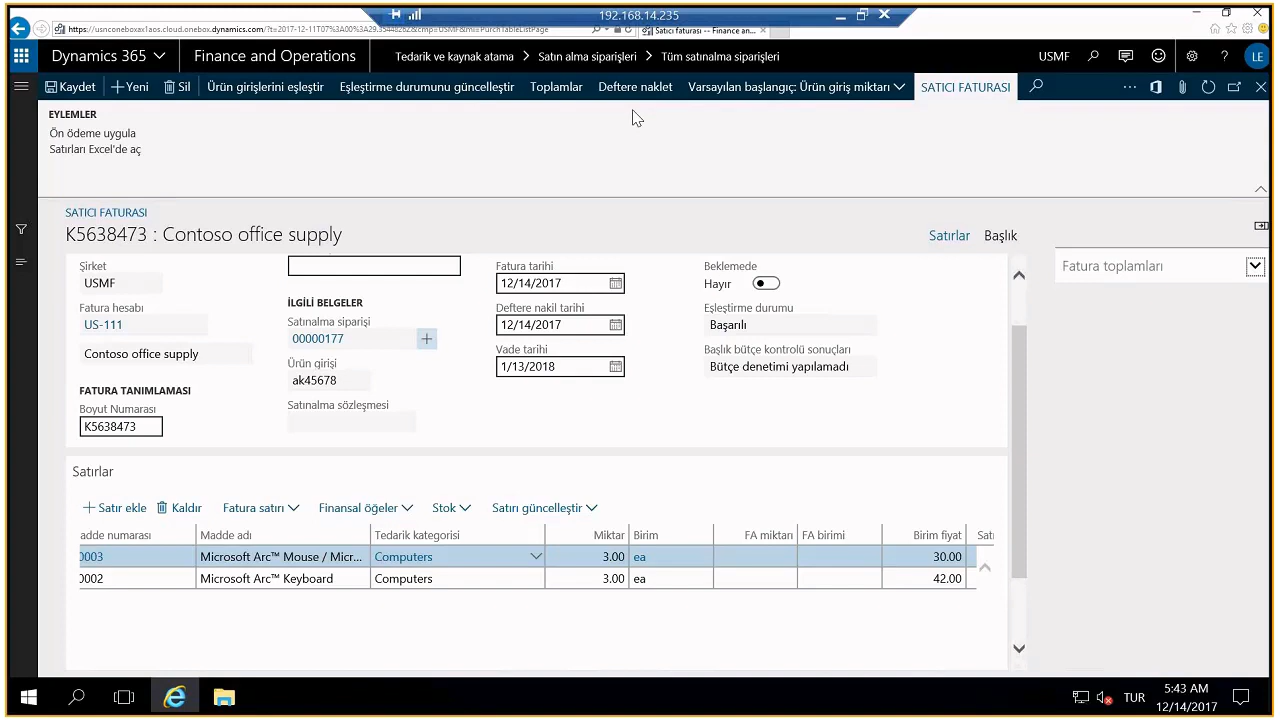 192.168.14.235
Satıcı faturası -- Finance an...
Dynamics 365 Finance and Operations Tedarik ve kaynak atama Satın alma siparişleri Tüm satınalma siparişleri USMF ? LE
Kaydet Yeni Sil Ürün girişlerini eşleştir Eşleştirme durumunu güncelleştir Toplamlar Deftere naklet Varsayılan başlangıç: Ürün giriş miktarı SATICI FATURASI
EYLEMLER
Ön ödeme uygula
Satırları Excel'de aç
SATICI FATURASI
K5638473 : Contoso office supply
Satırlar Başlık
Fatura toplamları
Şirket
USMF
Fatura hesabı
US-111
Contoso office supply
FATURA TANIMLAMASI
Boyut Numarası
K5638473
İLGİLİ BELGELER
Satınalma siparişi
00000177
Ürün girişi
ak45678
Satınalma sözleşmesi
Fatura tarihi
12/14/2017
Deftere nakil tarihi
12/14/2017
Vade tarihi
1/13/2018
Beklemede
Hayır
Eşleştirme durumu
Başarılı
Başlık bütçe kontrolü sonuçları
Bütçe denetimi yapılamadı
Satırlar
Satır ekle Kaldır Fatura satırı Finansal öğeler Stok Satırı güncelleştir
adde numarası Madde adı Tedarik kategorisi Miktar Birim FA miktarı FA birimi Birim fiyat Satı
0003 Microsoft Arc™ Mouse / Micr... Computers 3.00 ea 30.00
0002 Microsoft Arc™ Keyboard Computers 3.00 ea 42.00
TUR
5:43 AM
12/14/2017